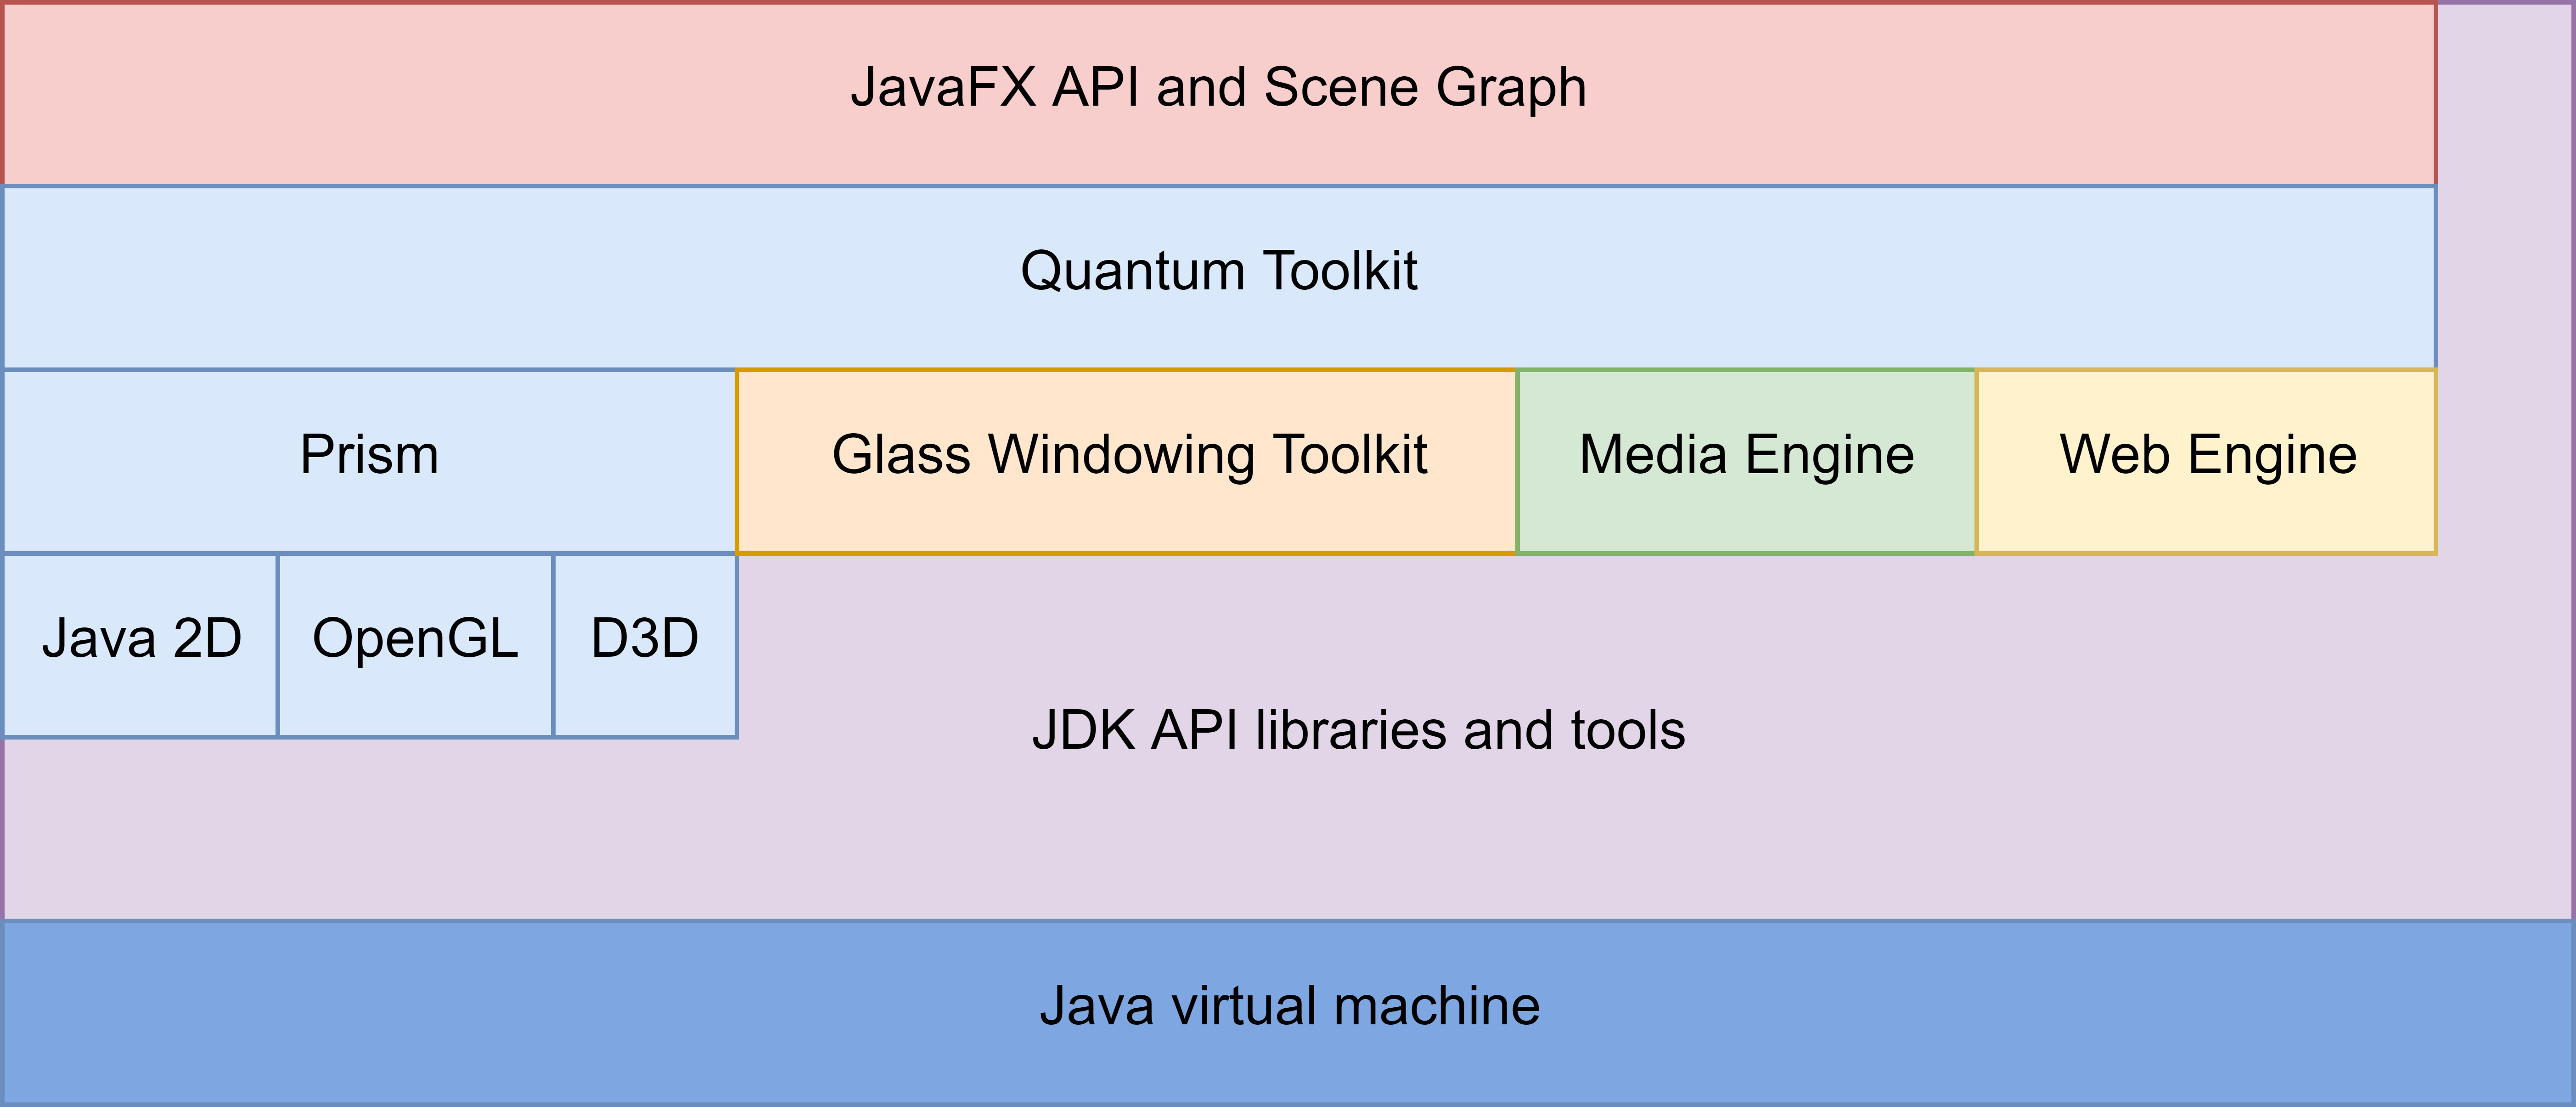 JavaFX API and Scene Graph
Quantum Toolkit
Prism
Glass Windowing Toolkit
Media Engine
Web Engine
Java 2D
OpenGL
D3D
JDK API libraries and tools
Java virtual machine